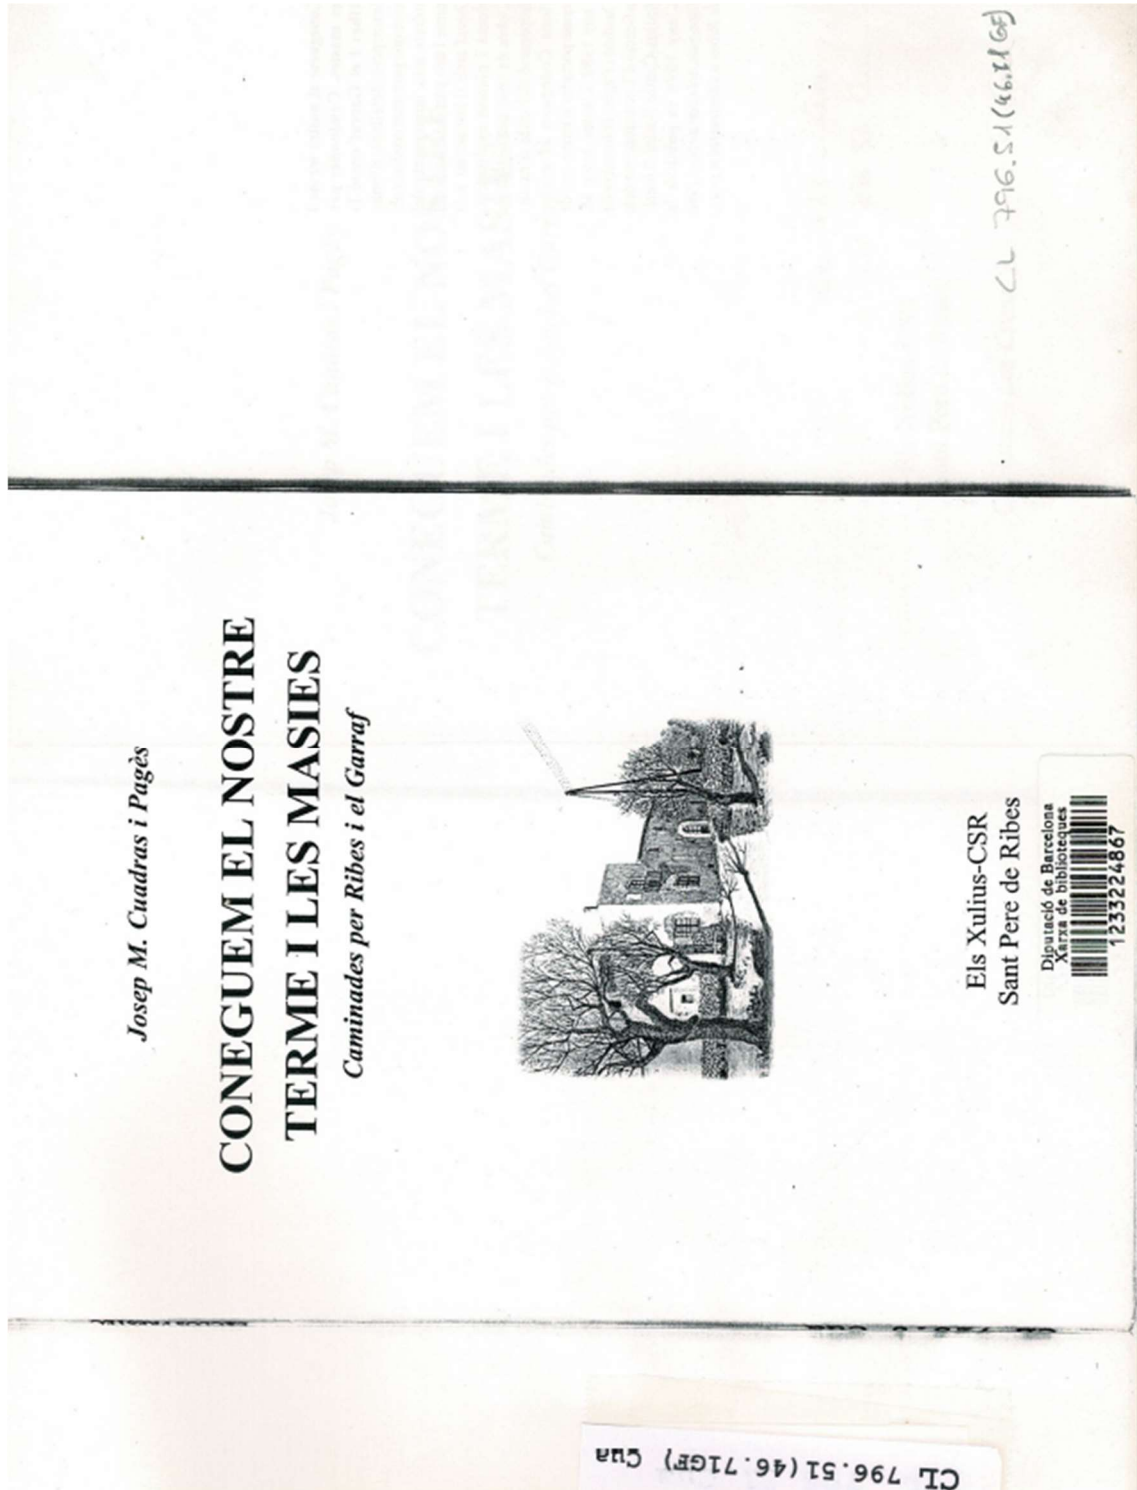 Josep M. Cuadras i Pagès
CONEGUEM EL NOSTRE
TERME I LES MASIES
Caminades per Ribes i el Garraf
Els Xulius-CSR
Sant Pere de Ribes
Diputació de Barcelona
Xarxa de biblioteques
1233224867
CL 796.51(46.71GF)
CL 796.51(46.71GF) Cua